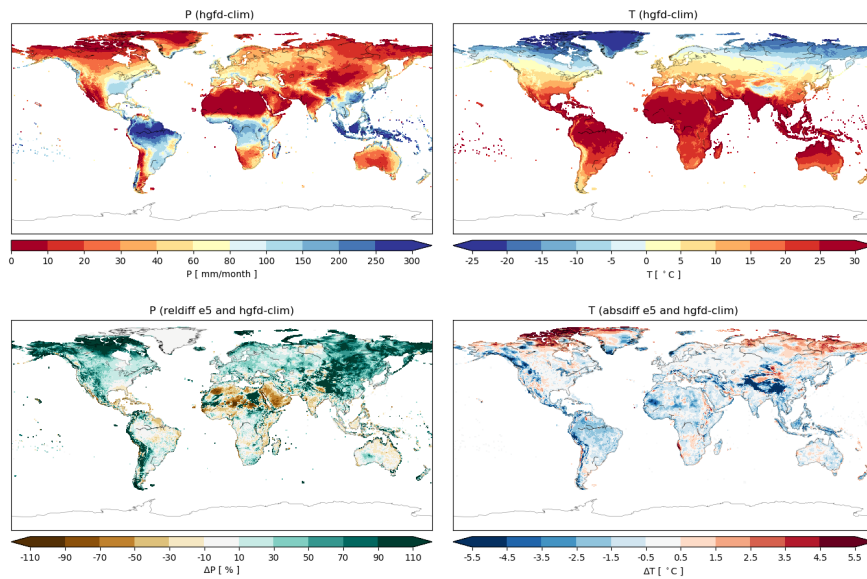 P (hgfd-clim)
T (hgfd-clim)
0 10 20 30 40 60 80 100 150 200 300
P [ mm/month ]
-25 -20 -15 -10 -5 0 5 10 15 20 25 30
T [ °C ]
P (reldiff e5 and hgfd-clim)
T (absdiff e5 and hgfd-clim)
-110 -90 -70 -50 -30 -10 10 30 50 70 90 110
ΔP [ % ]
-5.5 -4.5 -3.5 -2.5 -1.5 -0.5 0.5 1.5 2.5 3.5 4.5 5.5
ΔT [ °C ]